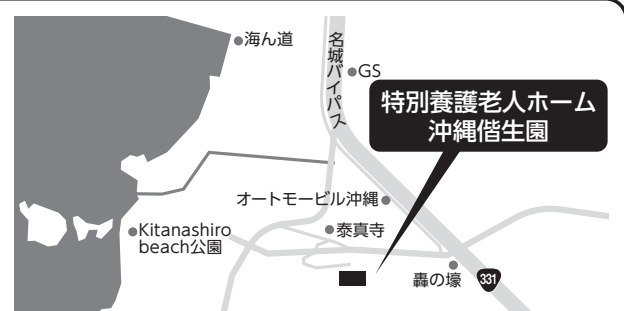 海ん道
名城バイパス
GS
特別養護老人ホーム
沖縄偕生園
オートモービル沖縄
泰真寺
Kitanashiro
beach公園
轟の壕
331